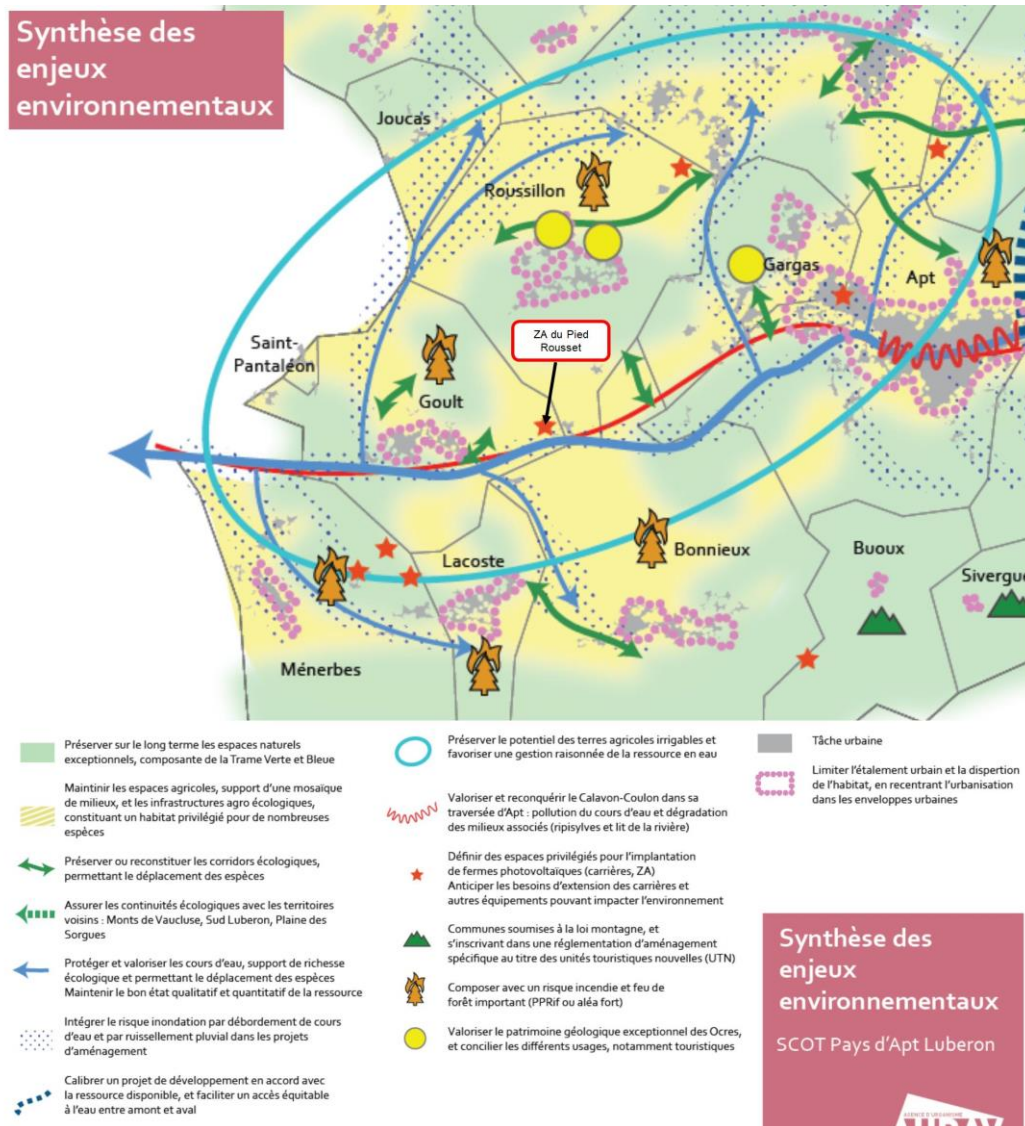 Synthèse des
enjeux
environnementaux
Joucas
Roussillon
Gargas
Apt
Saint-
Pantaléon
ZA du Pied
Rousset
Goult
Lacoste
Bonnieux
Buoux
Ménerbes
Préserver sur le long terme les espaces naturels
exceptionnels, composante de la Trame Verte et Bleue
Maintinir les espaces agricoles, support d'une mosaïque
de milieux, et les infrastructures agro écologiques,
constituant un habitat privilégié pour de nombreuses
espèces
Préserver ou reconstituer les corridors écologiques,
permettant le déplacement des espèces
Assurer les continuités écologiques avec les territoires
voisins : Monts de Vaucluse, Sud Luberon, Plaine des
Sorgues
Protéger et valoriser les cours d'eau, support de richesse
écologique et permettant le déplacement des espèces
Maintenir le bon état qualitatif et quantitatif de la ressource
Intégrer le risque inondation par débordement de cours
d'eau et par ruissellement pluvial dans les projets
d'aménagement
Calibrer un projet de développement en accord avec
la ressource disponible, et faciliter un accès équitable
à l'eau entre amont et aval
Préserver le potentiel des terres agricoles irrigables et
favoriser une gestion raisonnée de la ressource en eau
Valoriser et reconquérir le Calavon-Coulon dans sa
traversée d'Apt : pollution du cours d'eau et dégradation
des milieux associés (ripisylves et lit de la rivière)
Définir des espaces privilégiés pour l'implantation
de fermes photovoltaïques (carrières, ZA)
Anticiper les besoins d'extension des carrières et
autres équipements pouvant impacter l'environnement
Communes soumises à la loi montagne, et
s'inscrivant dans une réglementation d'aménagement
spécifique au titre des unités touristiques nouvelles (UTN)
Composer avec un risque incendie et feu de
forêt important (PPRif ou aléa fort)
Valoriser le patrimoine géologique exceptionnel des Ocres,
et concilier les différents usages, notamment touristiques
Tâche urbaine
Limiter l'étalement urbain et la dispertion
de l'habitat, en recentrant l'urbanisation
dans les enveloppes urbaines
Synthèse des
enjeux
environnementaux
SCOT Pays d'Apt Luberon
AGENCE D'URBANISME